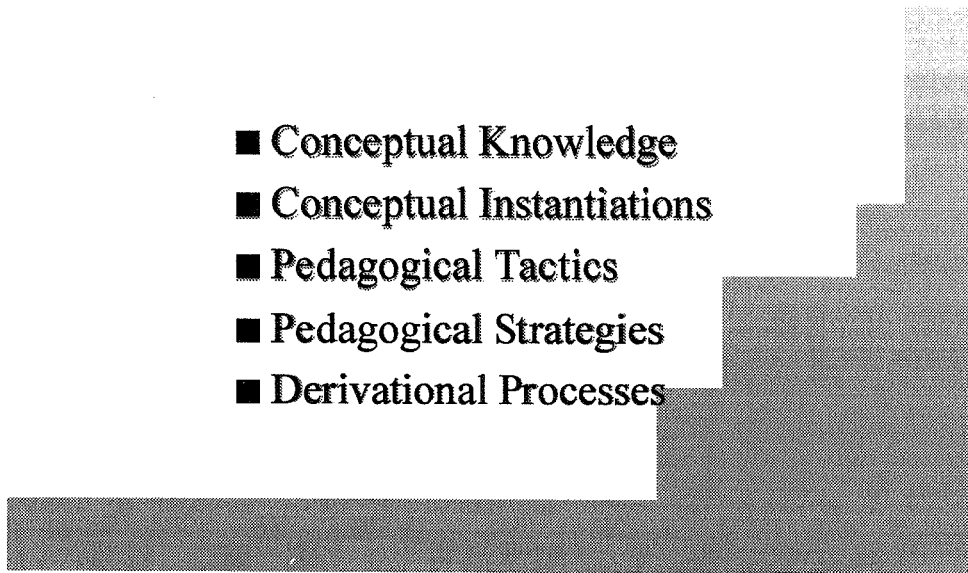 ■ Conceptual Knowledge
■ Conceptual Instantiations
■ Pedagogical Tactics
■ Pedagogical Strategies
■ Derivational Processes